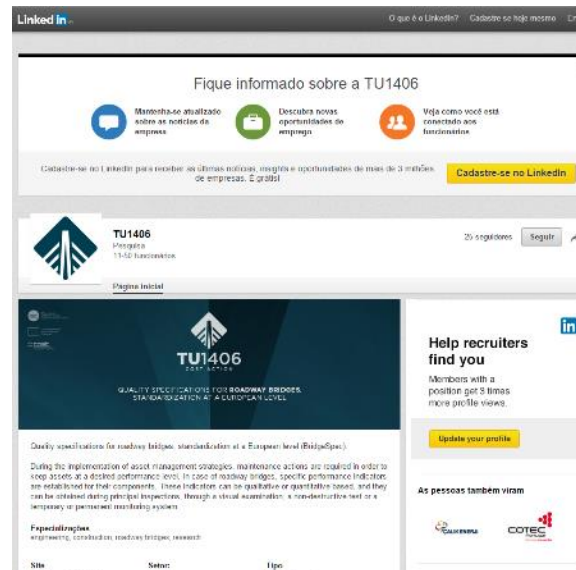 Linked in
O que é o LinkedIn? Cadastre-se hoje mesmo
Fique informado sobre a TU1406
Mantenha-se atualizado
sobre as notícias da
empresa
Descubra novas
oportunidades de
emprego
Veja como você está
conectado aos
funcionários
Cadastre-se no LinkedIn para receber as últimas notícias, insights e oportunidades de mais de 3 milhões
de empresas. É grátis!
Cadastre-se no LinkedIn
TU1406
Pesquisa
11-50 funcionários
25 seguidores
Seguir
Página inicial
TU1406
COST ACTION
QUALITY SPECIFICATIONS FOR ROADWAY BRIDGES,
STANDARDIZATION AT A EUROPEAN LEVEL
Help recruiters
find you
Members with a
position get 3 times
more profile views.
Update your profile
Quality specifications for roadway bridges, standardization at a European level (BridgeSpec).
During the implementation of asset management strategies, maintenance actions are required in order to
keep assets at a desired performance level. In case of roadway bridges, specific performance indicators
are established for their components. These indicators can be qualitative or quantitative based, and they
can be obtained during principal inspections, through a visual examination, a non-destructive test or a
temporary or permanent monitoring system.
Especializações
engineering, construction, roadway bridges, research
Site Setor: Tipo
As pessoas também viram
COTEC